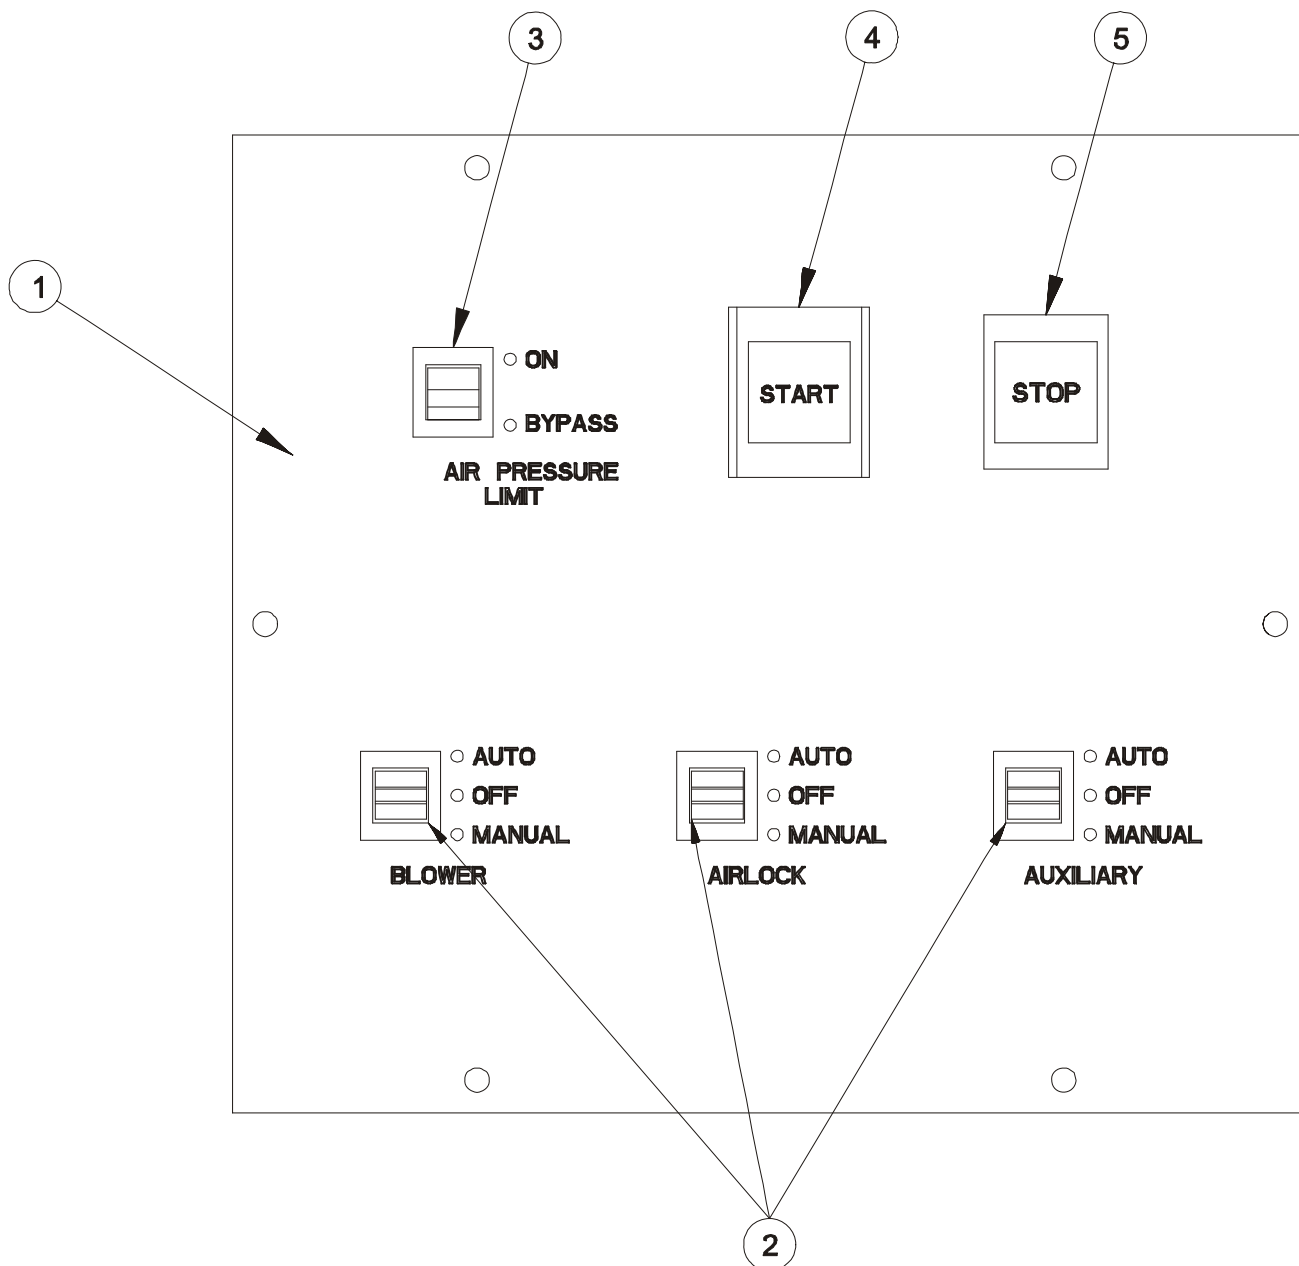 3
4
5
1
ON
BYPASS
AIR PRESSURE
LIMIT
START
STOP
AUTO
OFF
MANUAL
BLOWER
AUTO
OFF
MANUAL
AIRLOCK
AUTO
OFF
MANUAL
AUXILIARY
2